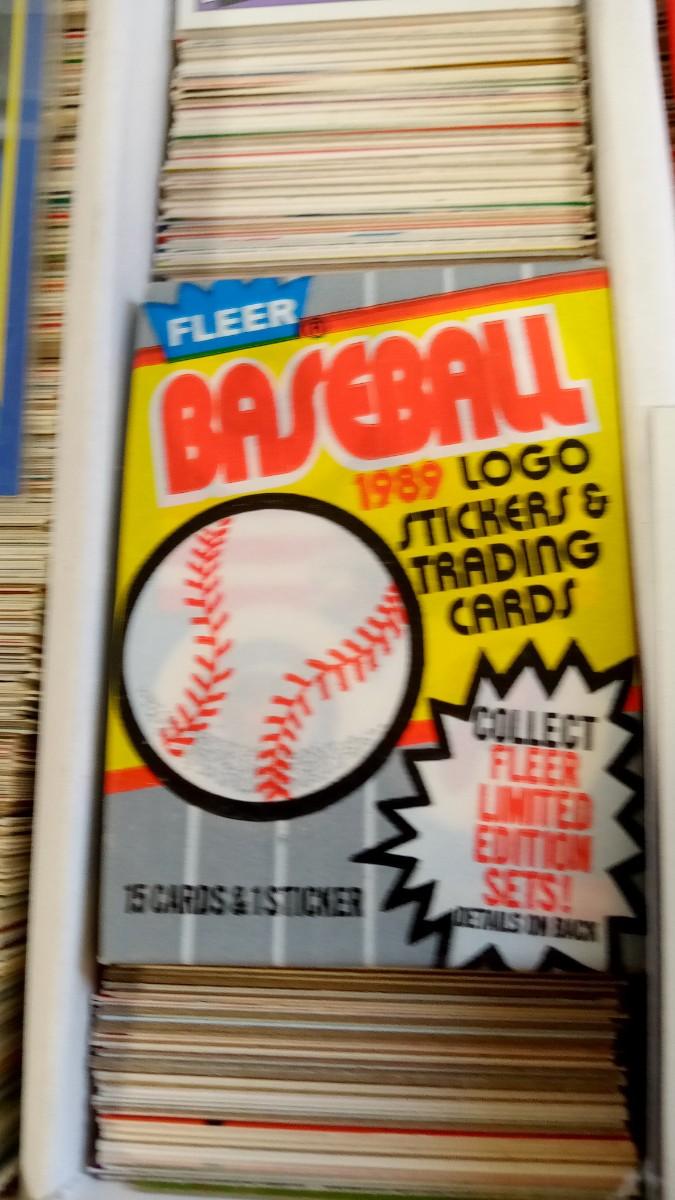 FLEER®
BASEBALL
1989 LOGO
STICKERS &
TRADING
CARDS
COLLECT
FLEER
LIMITED
EDITION
SETS!
DETAILS ON BACK
15 CARDS & 1 STICKER